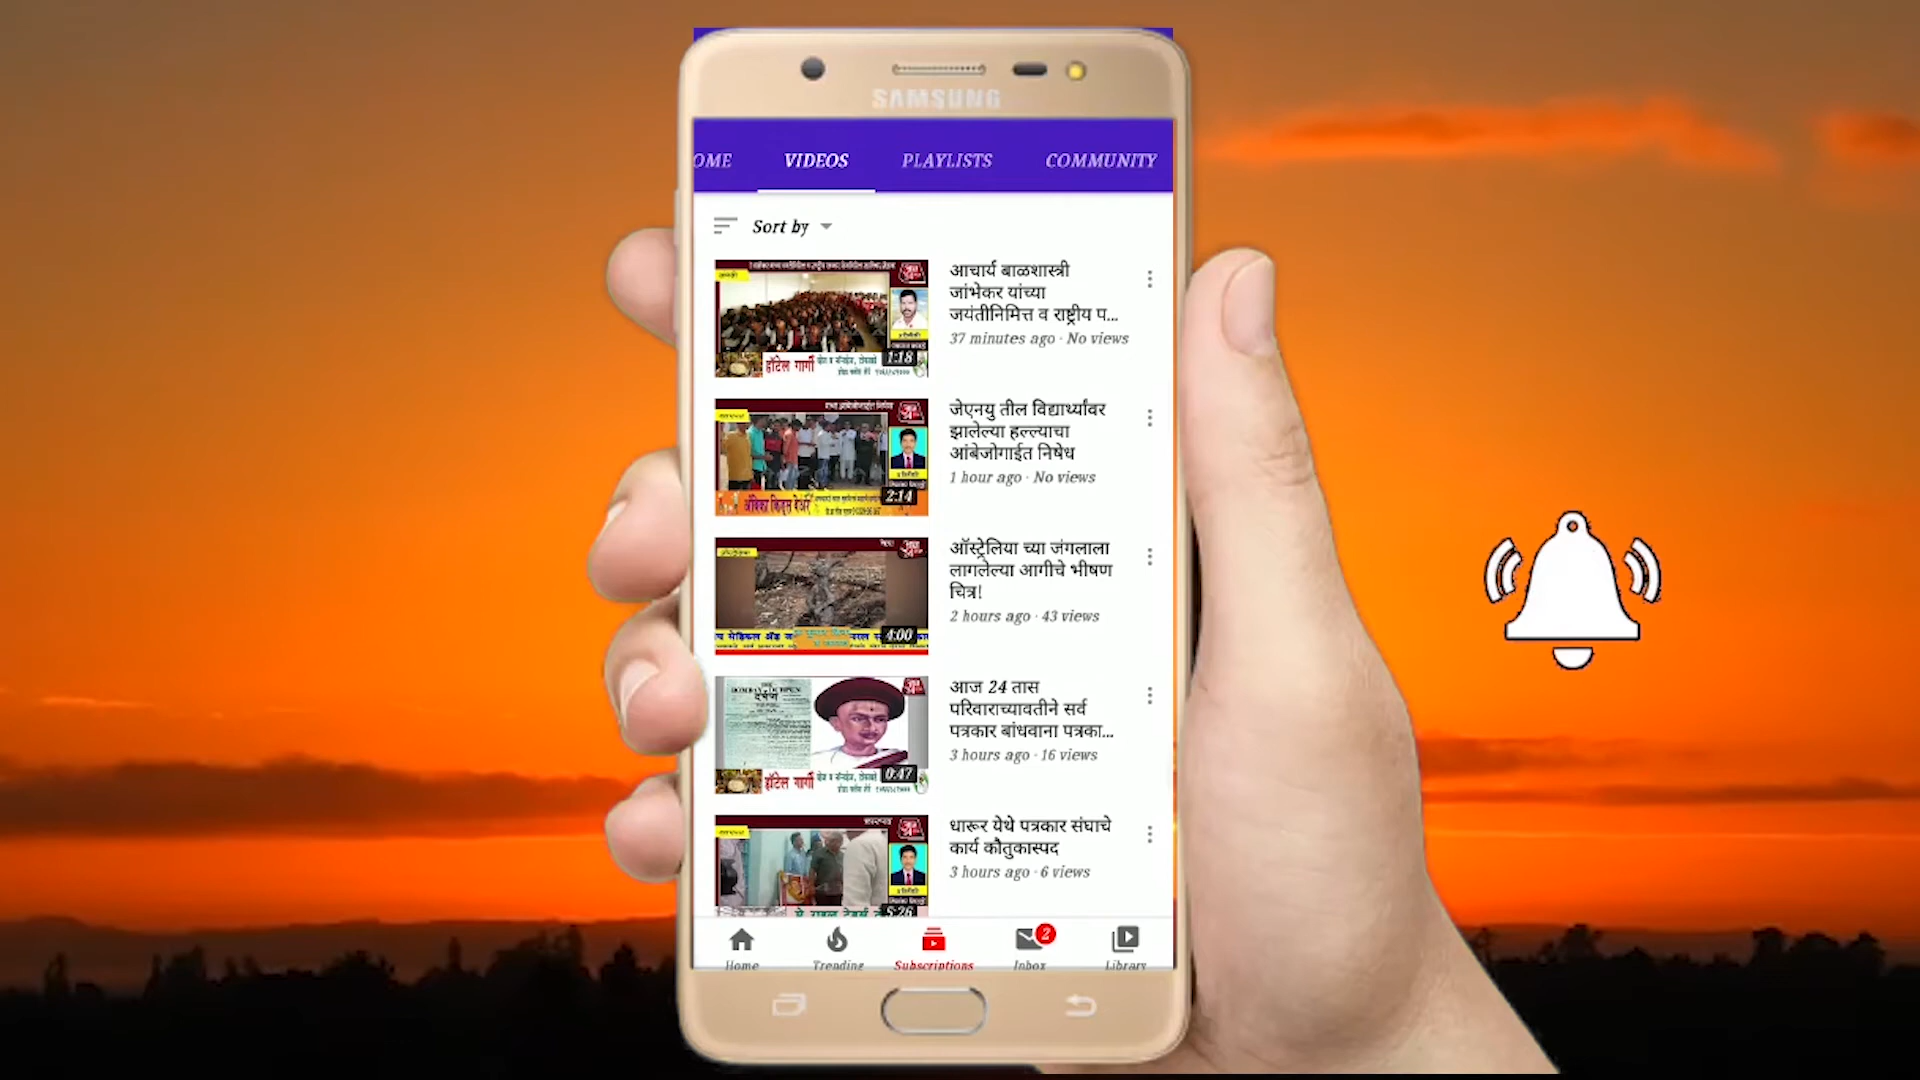 SAMSUNG
OME VIDEOS PLAYLISTS COMMUNITY
Sort by
आचार्य बाळशास्त्री
जांभेकर यांच्या
जयंतीनिमित्त व राष्ट्रीय प...
37 minutes ago · No views
हॉटेल गार्गी
1:18
जेएनयु तील विद्यार्थ्यांवर
झालेल्या हल्ल्याचा
आंबेजोगाईत निषेध
1 hour ago · No views
2:14
ऑस्ट्रेलिया च्या जंगलाला
लागलेल्या आगीचे भीषण
चित्र!
2 hours ago · 43 views
4:00
आज 24 तास
परिवाराच्यावतीने सर्व
पत्रकार बांधवाना पत्रका...
3 hours ago · 16 views
हॉटेल गार्गी
0:47
धारूर येथे पत्रकार संघाचे
कार्य कौतुकास्पद
3 hours ago · 6 views
5:26
2
Home Trending Subscriptions Inbox Library